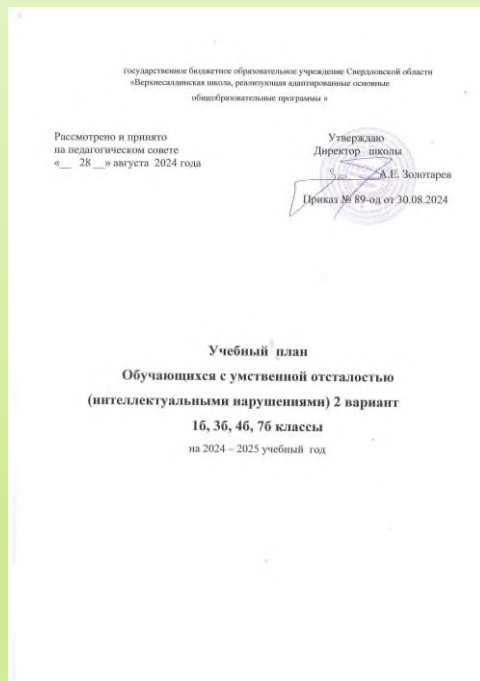 государственное бюджетное образовательное учреждение Свердловской области
«Верхнесалдинская школа, реализующая адаптированные основные
общеобразовательные программы »
Рассмотрено и принято
на педагогическом совете
«__ 28 __» августа 2024 года
Утверждаю
Директор школы
А.Е. Золотарев
Приказ № 89-од от 30.08.2024
Учебный план
Обучающихся с умственной отсталостью
(интеллектуальными нарушениями) 2 вариант
1б, 3б, 4б, 7б классы
на 2024 – 2025 учебный год